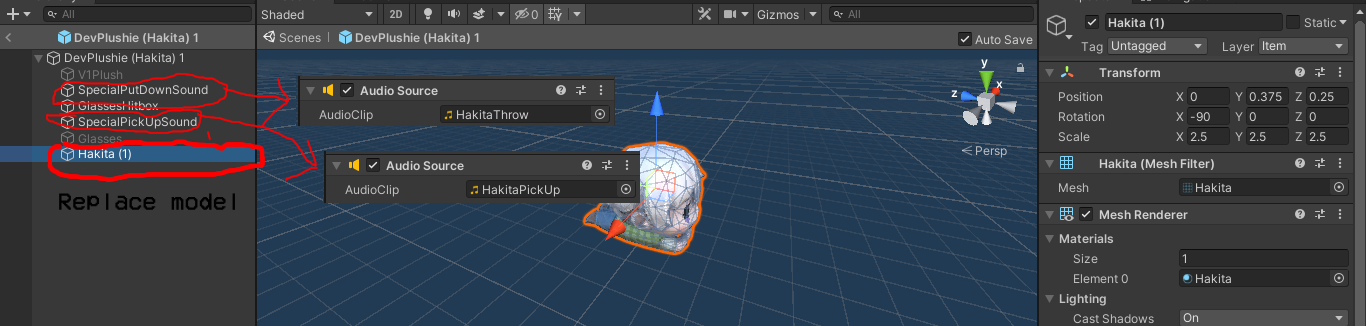 All
DevPlushie (Hakita) 1
DevPlushie (Hakita) 1
V1Plush
SpecialPutDownSound
GlassesHitbox
SpecialPickUpSound
Glasses
Hakita (1)
Replace model
Shaded
2D
0
Gizmos
All
Scenes
DevPlushie (Hakita) 1
Auto Save
Audio Source
AudioClip
HakitaThrow
Audio Source
AudioClip
HakitaPickUp
y
x
z
Persp
Hakita (1)
Static
Tag
Untagged
Layer
Item
Transform
Position X 0 Y 0.375 Z 0.25
Rotation X -90 Y 0 Z 0
Scale X 2.5 Y 2.5 Z 2.5
Hakita (Mesh Filter)
Mesh
Hakita
Mesh Renderer
Materials
Size
1
Element 0
Hakita
Lighting
Cast Shadows
On